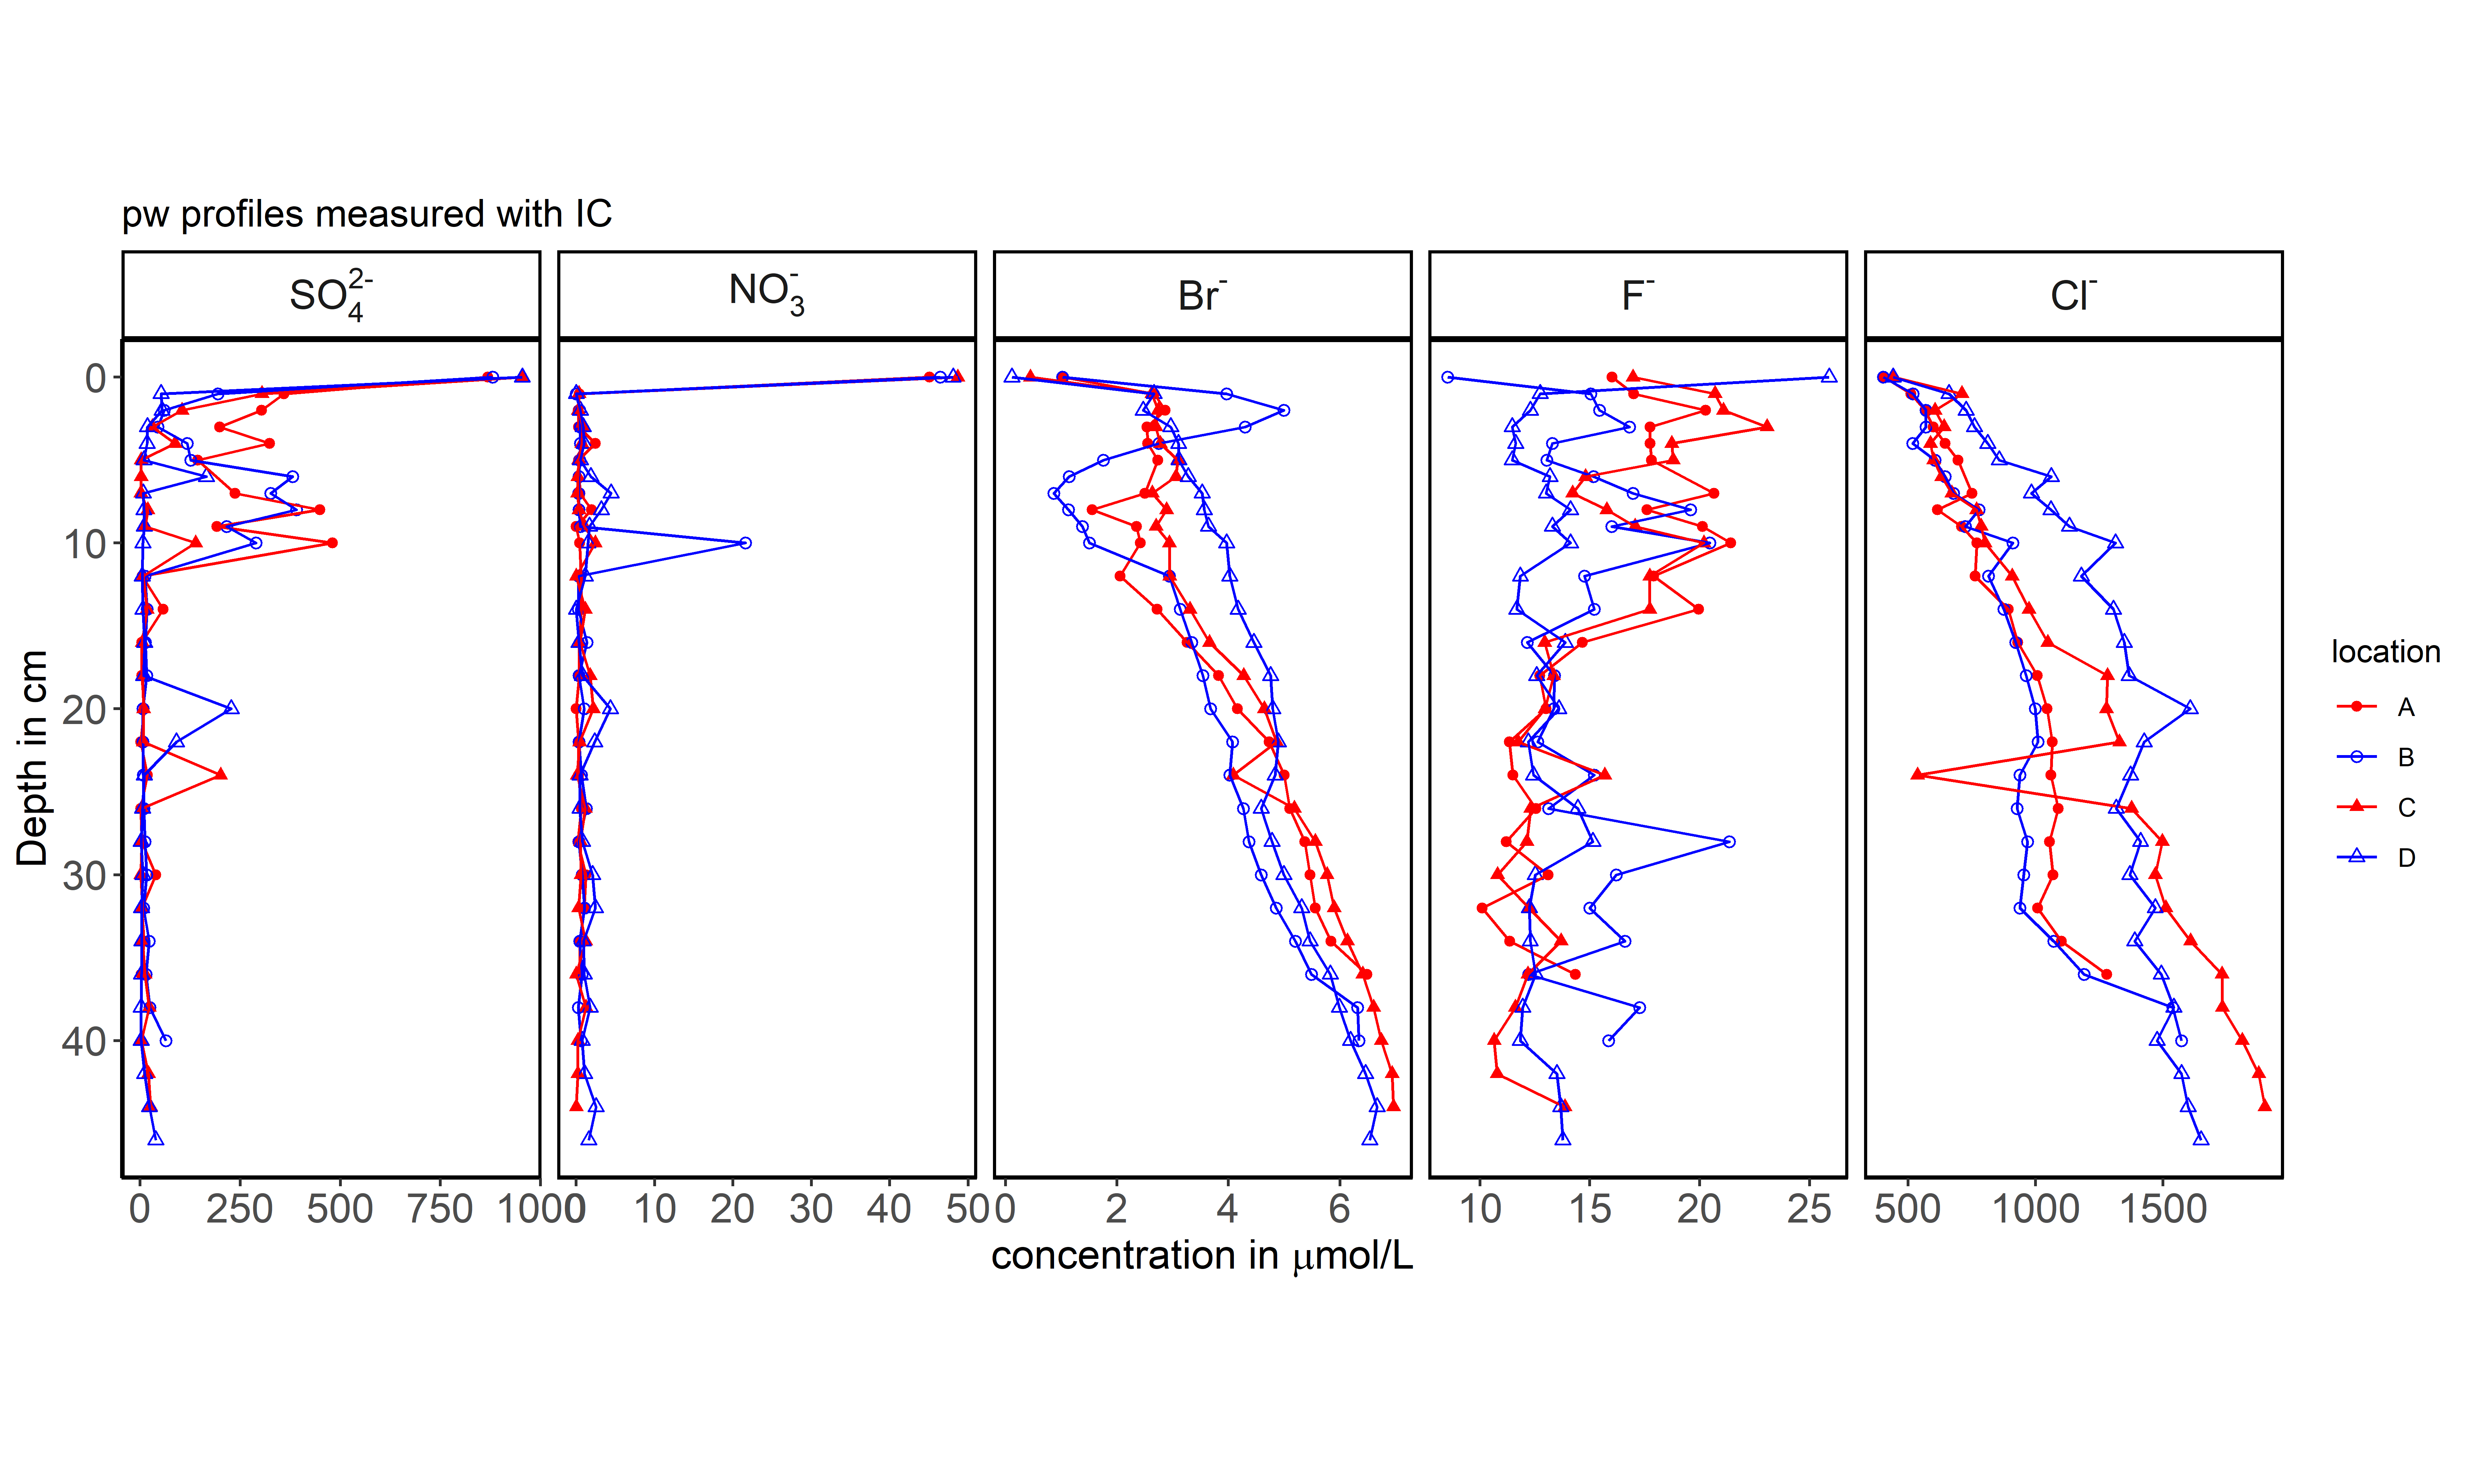 pw profiles measured with IC
SO₄²⁻ NO₃⁻ Br⁻ F⁻ Cl⁻
0
10
20
30
40
Depth in cm
0 250 500 750 1000
0 10 20 30 40 50
0 2 4 6
10 15 20 25
500 1000 1500
concentration in μmol/L
location
A
B
C
D